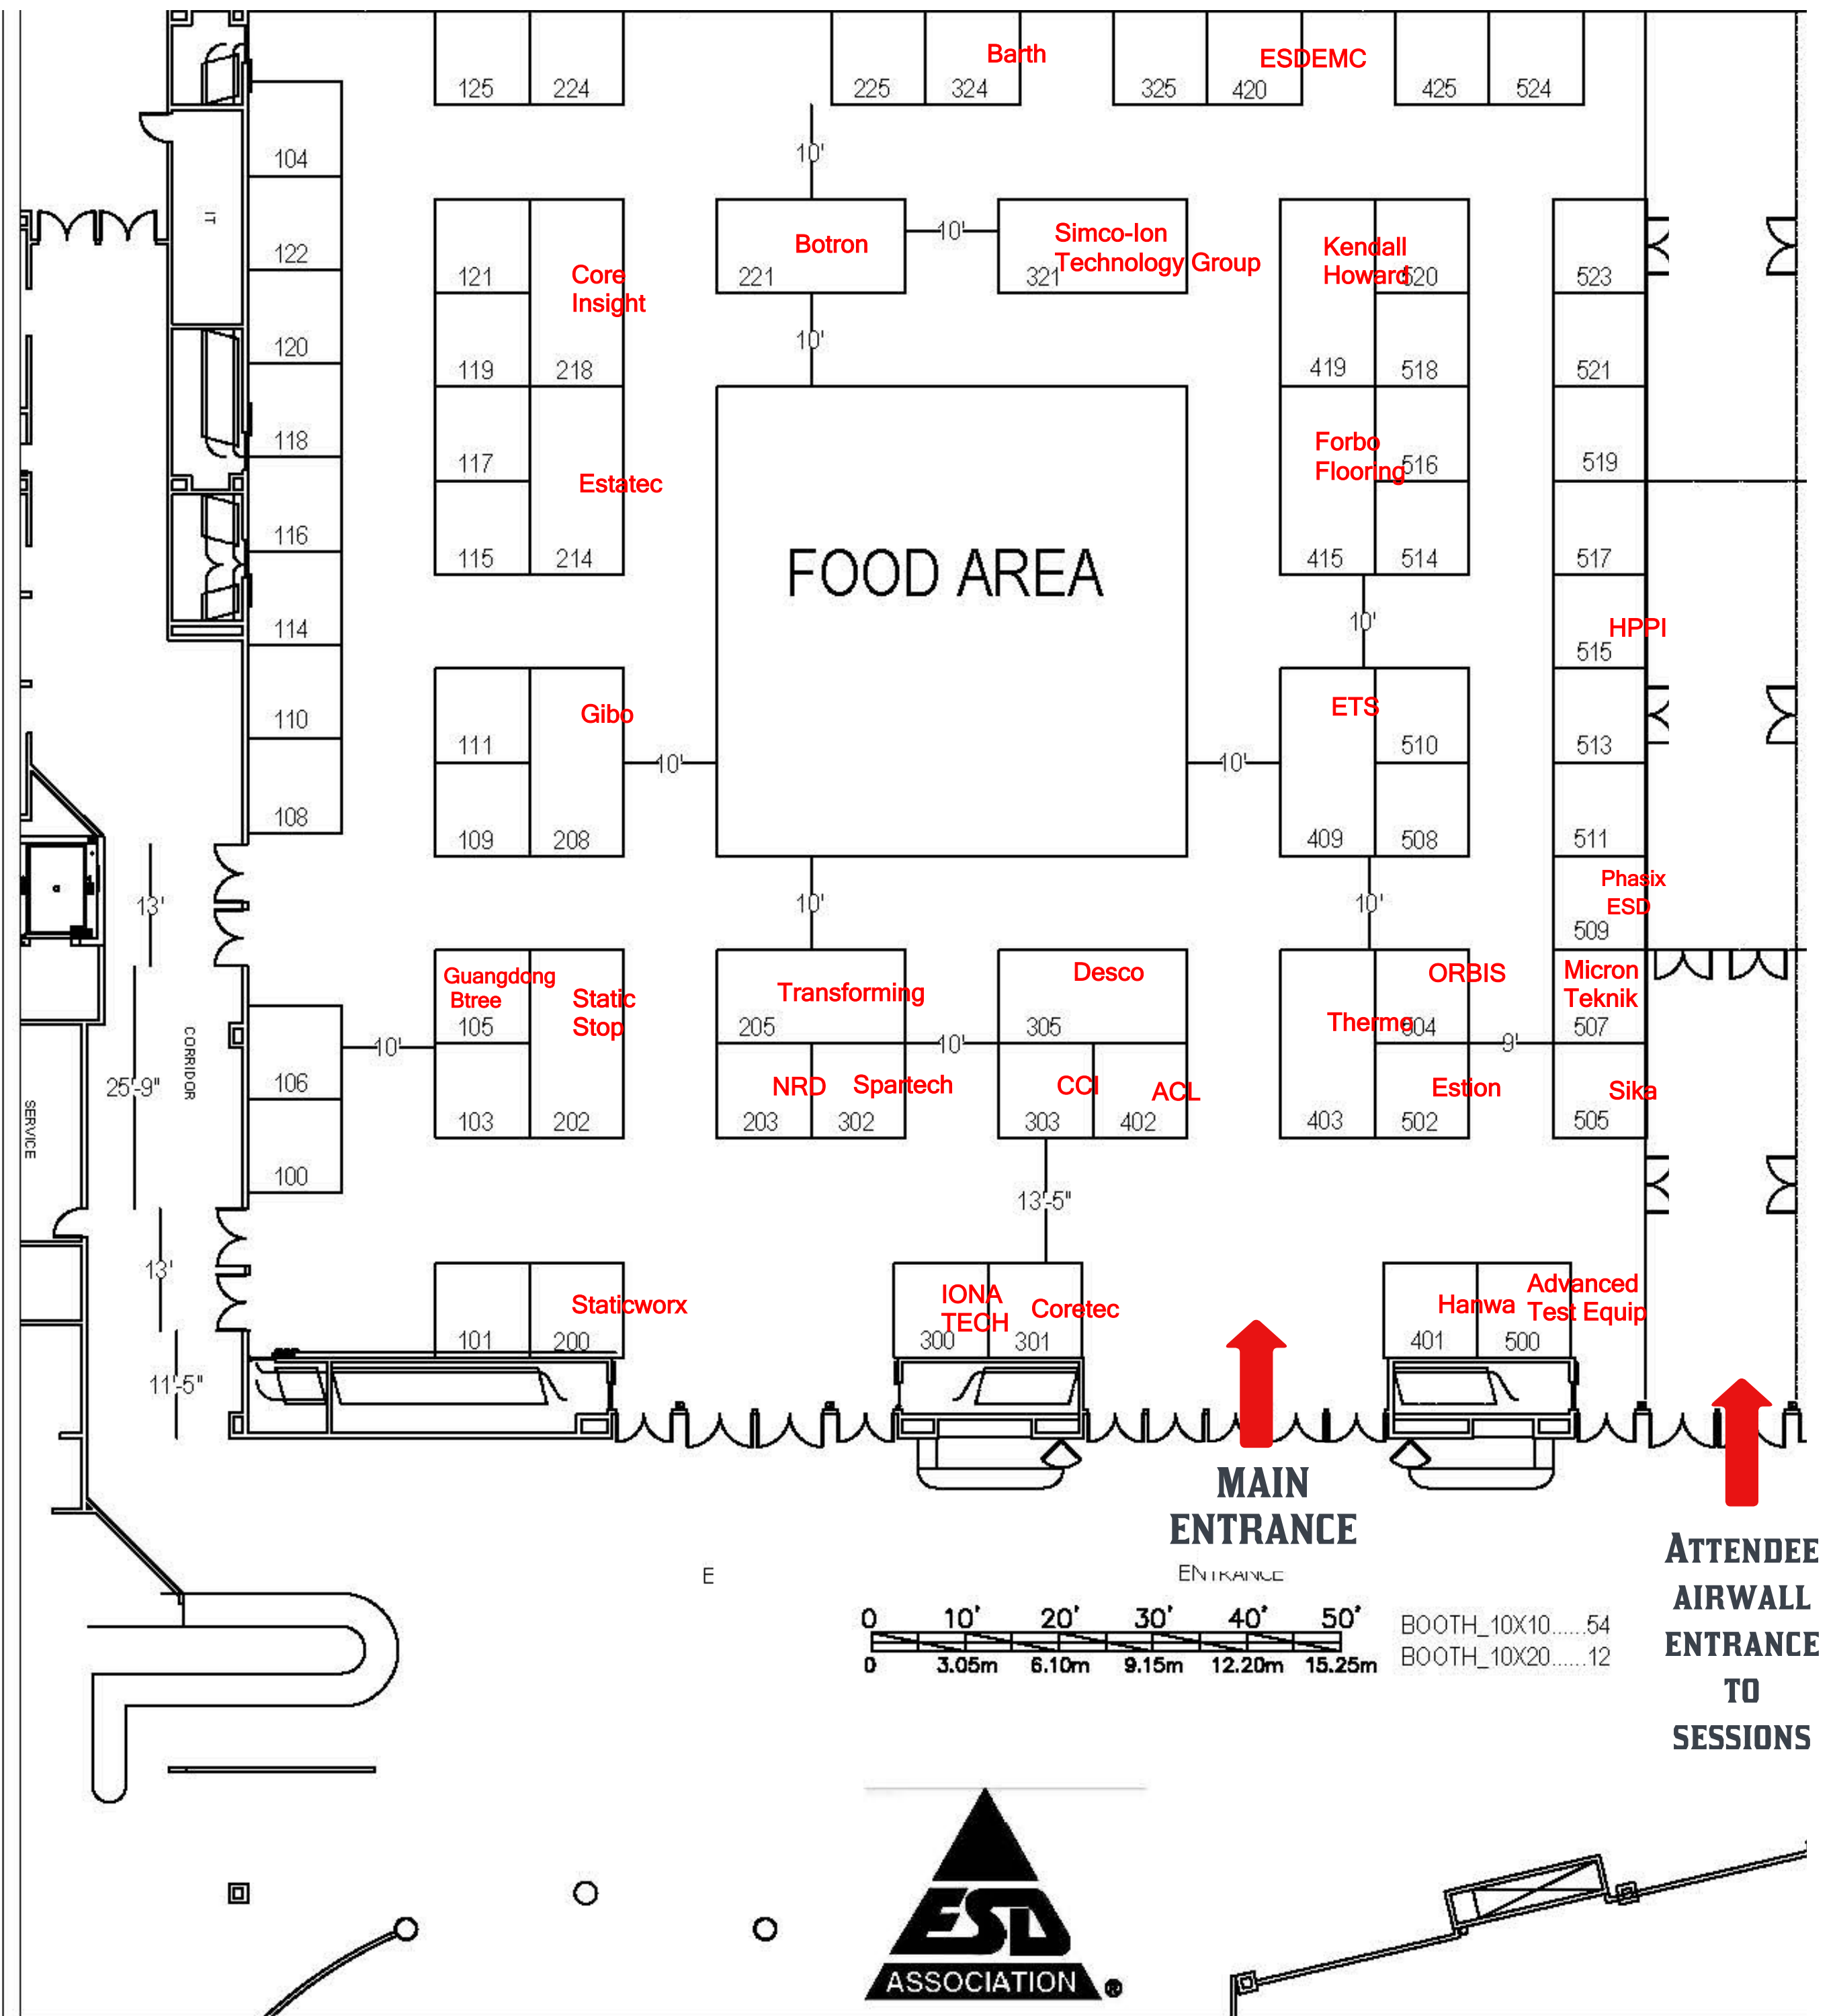 Barth
ESDEMC
125
224
225
324
325
420
425
524
104
10'
IT
122
Botron
10'
Simco-Ion
Technology Group
Kendall
Howard
121
Core
Insight
221
321
520
523
120
10'
119
218
419
518
521
118
117
Estatec
Forbo
Flooring
516
519
116
115
214
FOOD AREA
415
514
517
114
10'
HPPI
515
110
Gibo
ETS
111
10'
10'
510
513
108
109
208
409
508
511
13'
10'
10'
Phasix
ESD
509
Guangdong
Btree
105
Static
Stop
Transforming
205
Desco
305
Thermo
ORBIS
504
Micron
Teknik
507
CORRIDOR
25'-9"
10'
10'
9'
106
NRD
Spartech
CCI
ACL
Estion
Sika
SERVICE
103
202
203
302
303
402
403
502
505
100
13'-5"
13'
Staticworx
IONA
TECH
Coretec
Hanwa
Advanced
Test Equip
101
200
300
301
401
500
11'-5"
MAIN
ENTRANCE
ATTENDEE
AIRWALL
ENTRANCE
TO
SESSIONS
E
ENTRANCE
0 10' 20' 30' 40' 50'
0 3.05m 6.10m 9.15m 12.20m 15.25m
BOOTH_10X10......54
BOOTH_10X20......12
ESD
ASSOCIATION ®